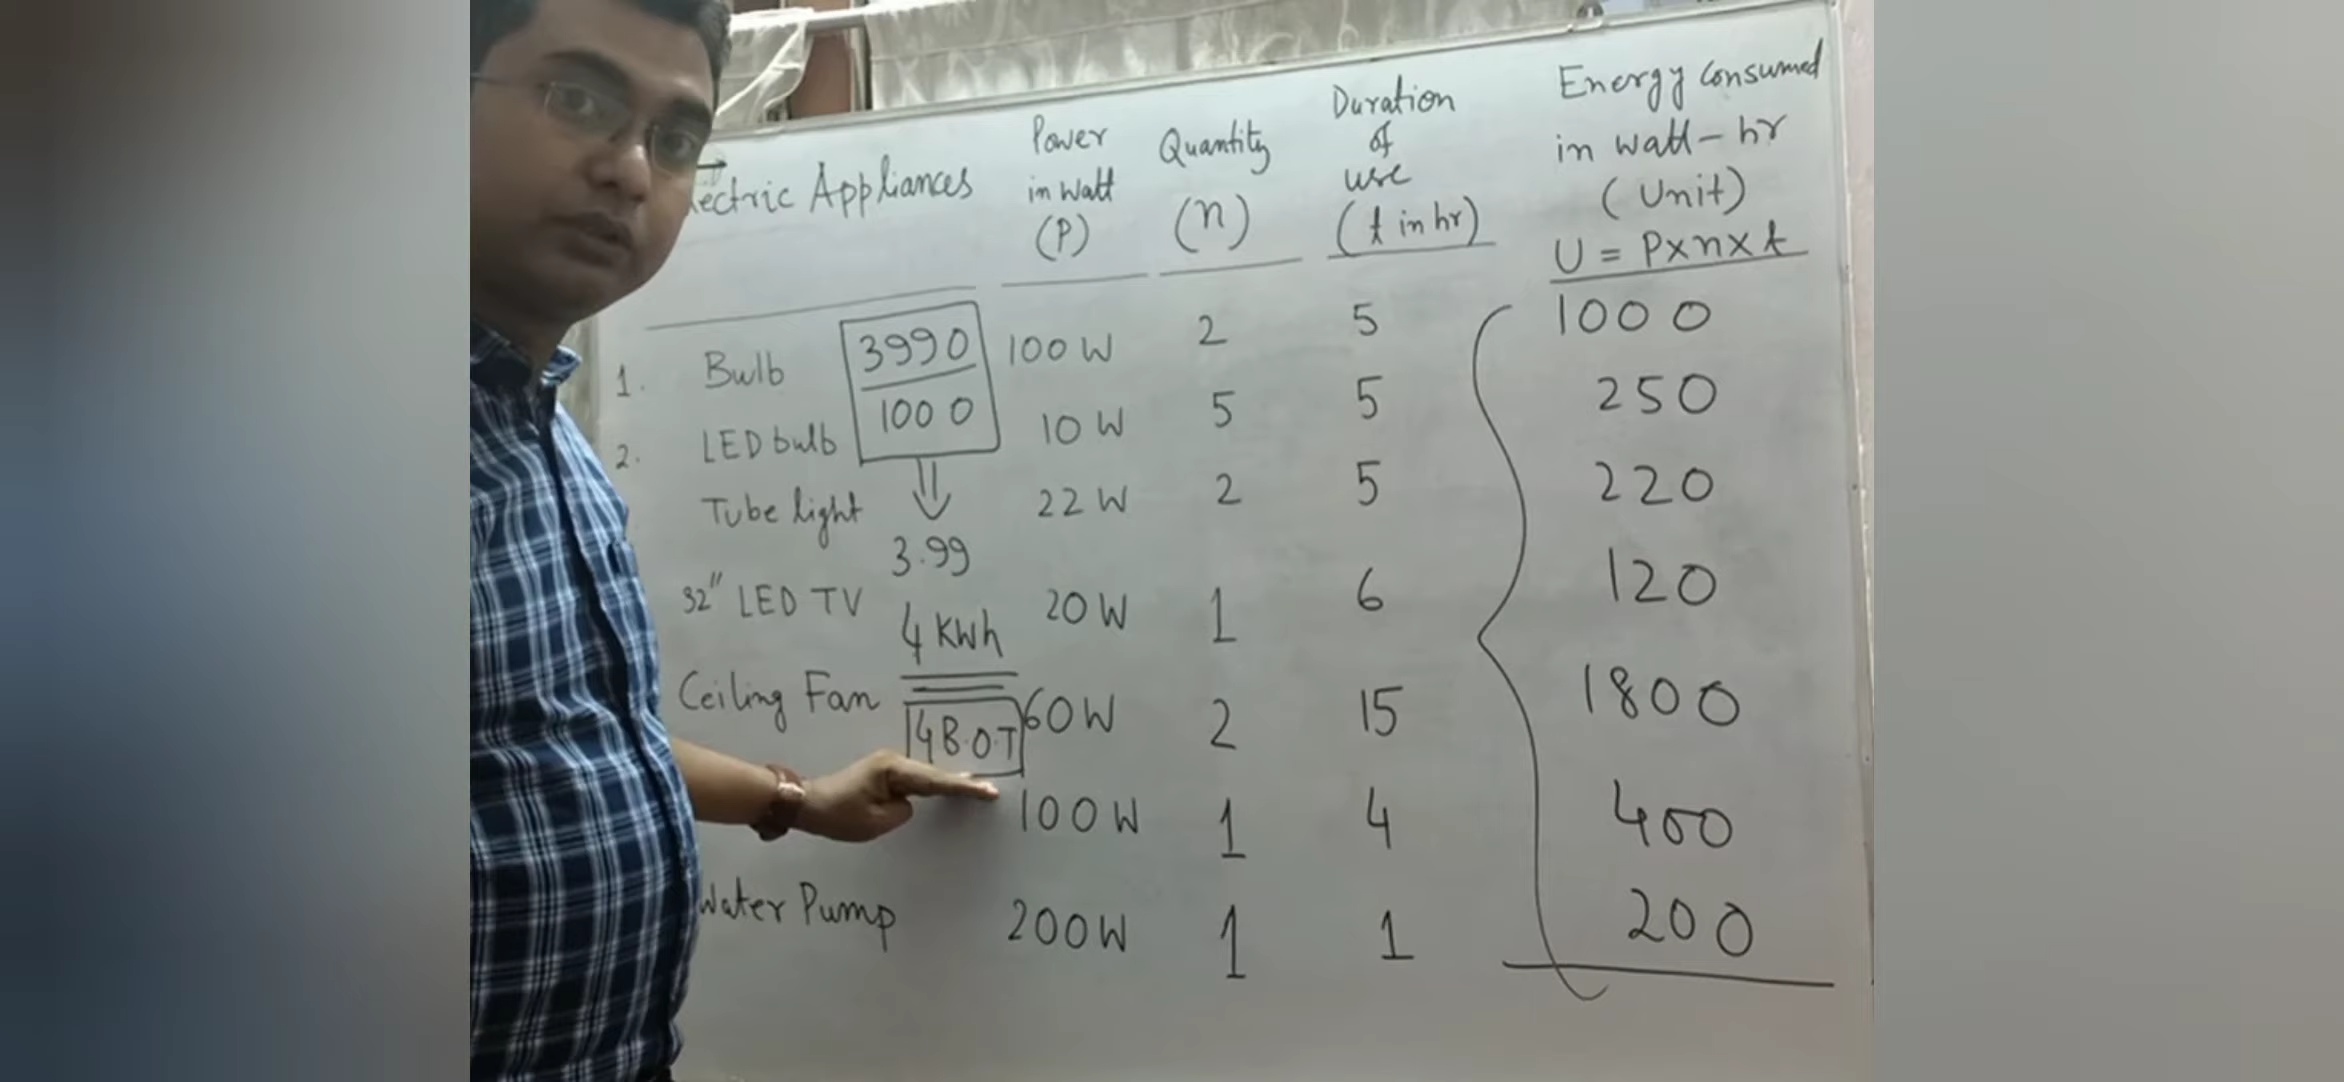 Electric Appliances
Power
in watt
(P)
Quantity
(n)
Duration
of
use
(t in hr)
Energy consumed
in watt-hr
(Unit)
U = P×n×t
1. Bulb 100 W 2 5 1000
2. LED bulb 10 W 5 5 250
Tube light 22 W 2 5 220
32" LED TV 20 W 1 6 120
Ceiling Fan 60 W 2 15 1800
100 W 1 4 400
Water Pump 200 W 1 1 200
3990
1000
3.99
4 KWh
4 B.O.T